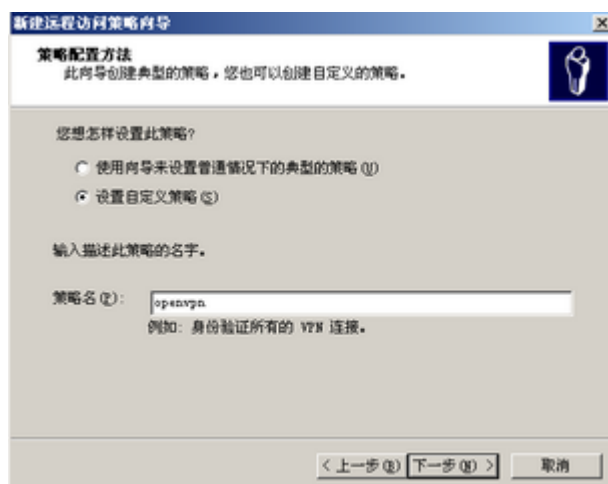 新建远程访问策略向导
策略配置方法
此向导创建典型的策略，您也可以创建自定义的策略。
您想怎样设置此策略?
使用向导来设置普通情况下的典型的策略(U)
设置自定义策略(S)
输入描述此策略的名字。
策略名(P): openvpn
例如: 身份验证所有的 VPN 连接。
< 上一步(B) 下一步(N) > 取消